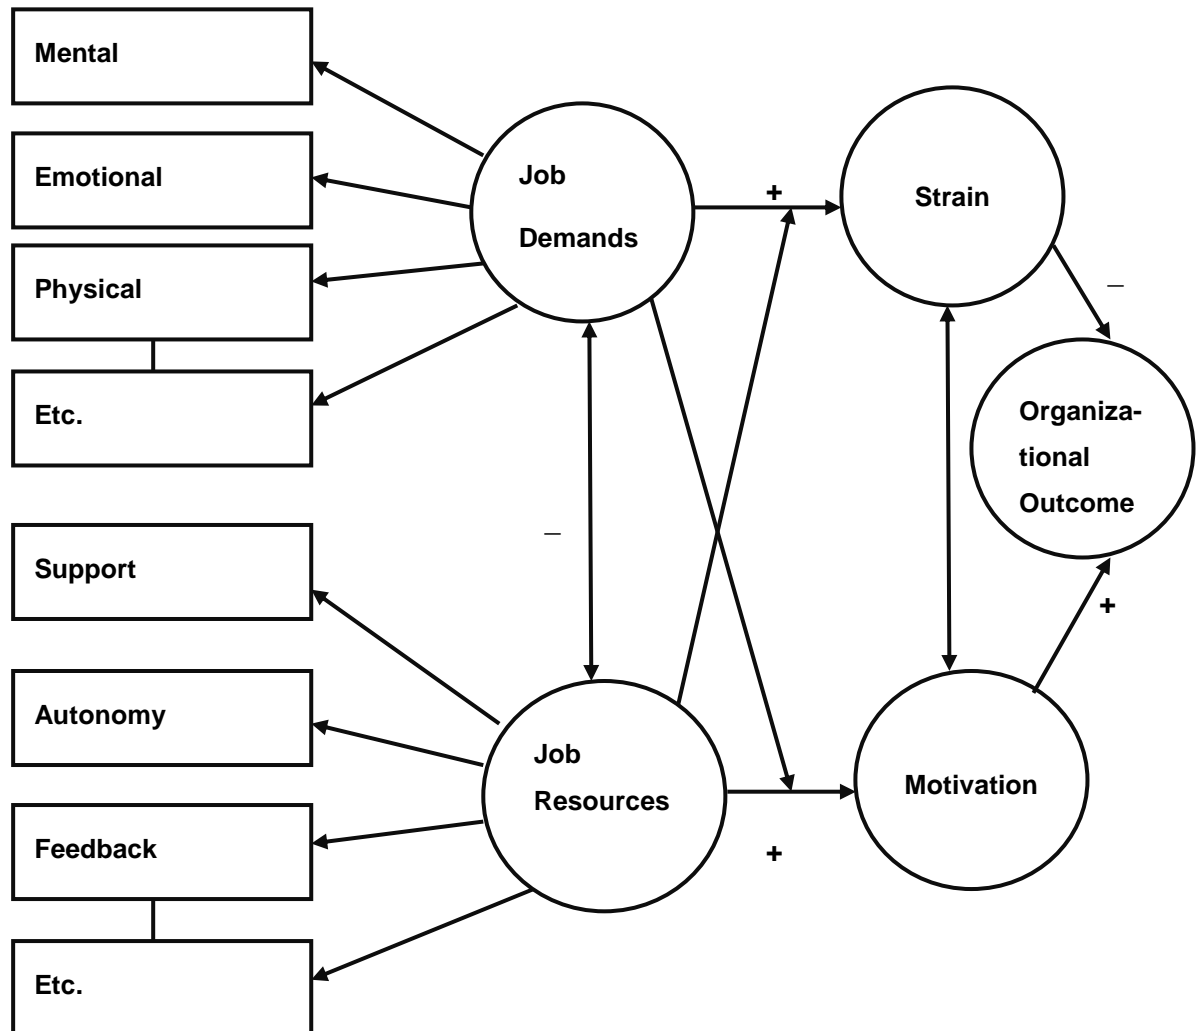 Mental
Emotional
Physical
Etc.
Support
Autonomy
Feedback
Etc.
Job
Demands
Job
Resources
+
–
+
Strain
Motivation
–
Organiza-
tional
Outcome
+